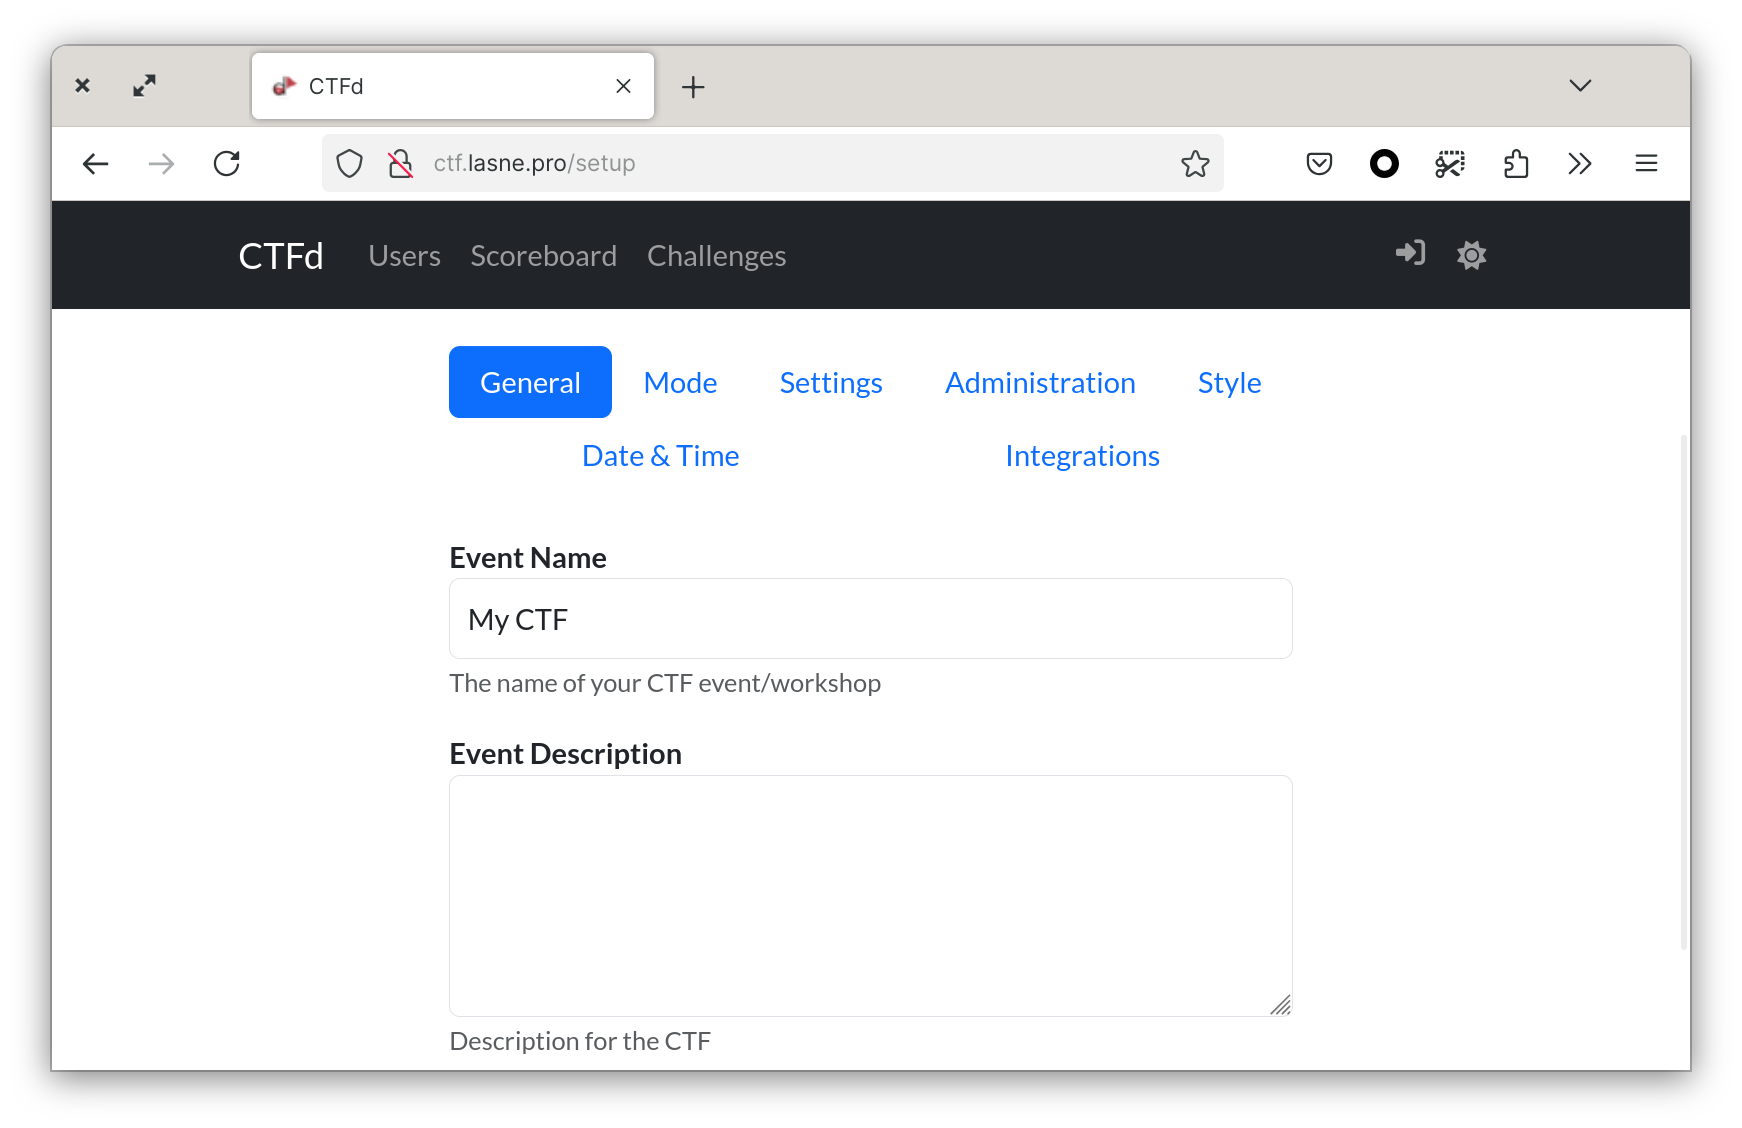 CTFd
ctf.lasne.pro/setup
CTFd Users Scoreboard Challenges
General Mode Settings Administration Style
Date & Time Integrations
Event Name
My CTF
The name of your CTF event/workshop
Event Description
Description for the CTF